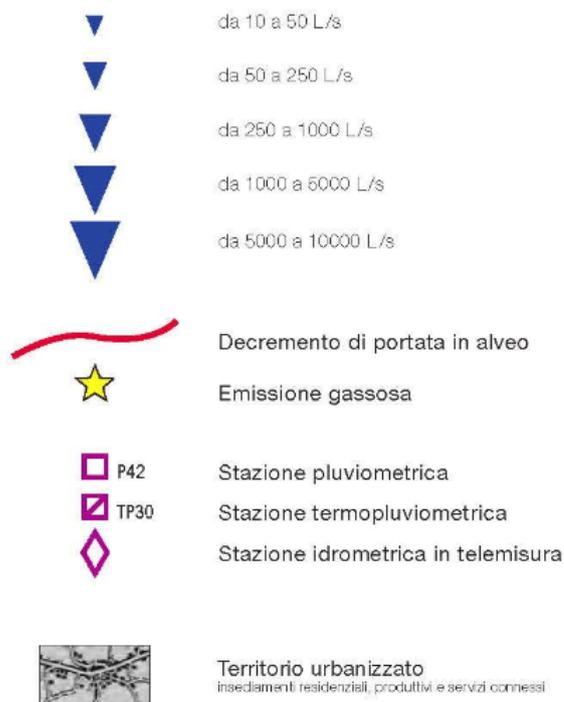 da 10 a 50 L/s
da 50 a 250 L/s
da 250 a 1000 L/s
da 1000 a 5000 L/s
da 5000 a 10000 L/s
Decremento di portata in alveo
Emissione gassosa
P42 Stazione pluviometrica
TP30 Stazione termopluviometrica
Stazione idrometrica in telemisura
Territorio urbanizzato
insediamenti residenziali, produttivi e servizi connessi